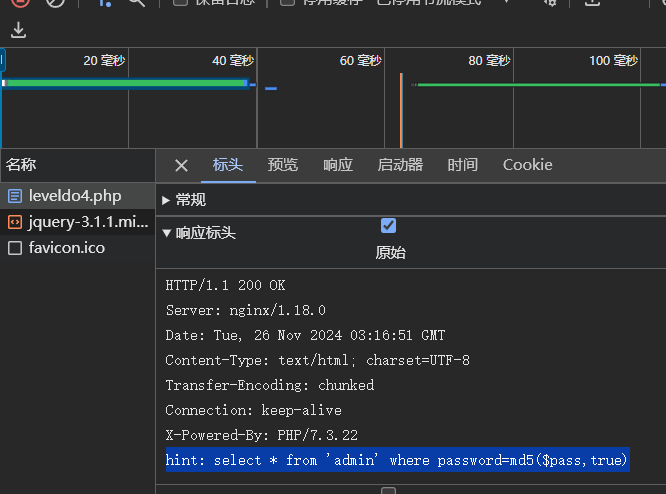 保留日志 停用缓存 已停用节流模式
20 毫秒 40 毫秒 60 毫秒 80 毫秒 100 毫秒
名称
标头 预览 响应 启动器 时间 Cookie
leveldo4.php
jquery-3.1.1.mi...
favicon.ico
常规
响应标头
原始
HTTP/1.1 200 OK
Server: nginx/1.18.0
Date: Tue, 26 Nov 2024 03:16:51 GMT
Content-Type: text/html; charset=UTF-8
Transfer-Encoding: chunked
Connection: keep-alive
X-Powered-By: PHP/7.3.22
hint: select * from 'admin' where password=md5($pass,true)